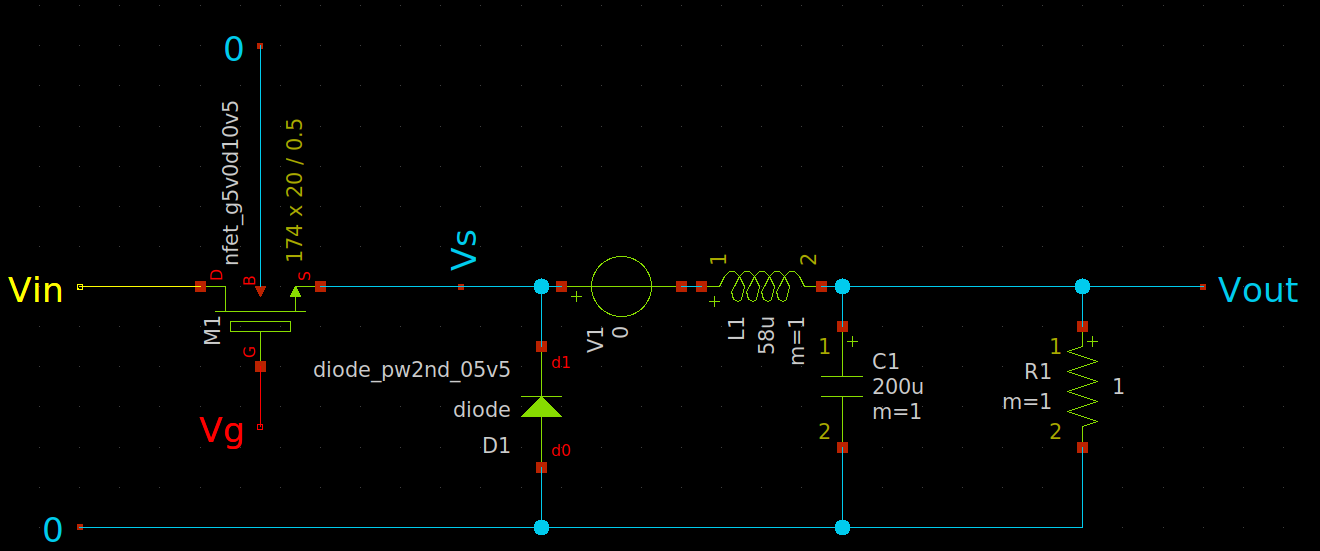 0
nfet_g5v0d10v5
174 x 20 / 0.5
Vin
D
B
S
M1
G
Vg
Vs
+
V1
0
1
2
+
L1
58u
m=1
Vout
diode_pw2nd_05v5
diode
D1
d1
d0
1
+
C1
200u
m=1
2
1
+
R1
1
m=1
2
0